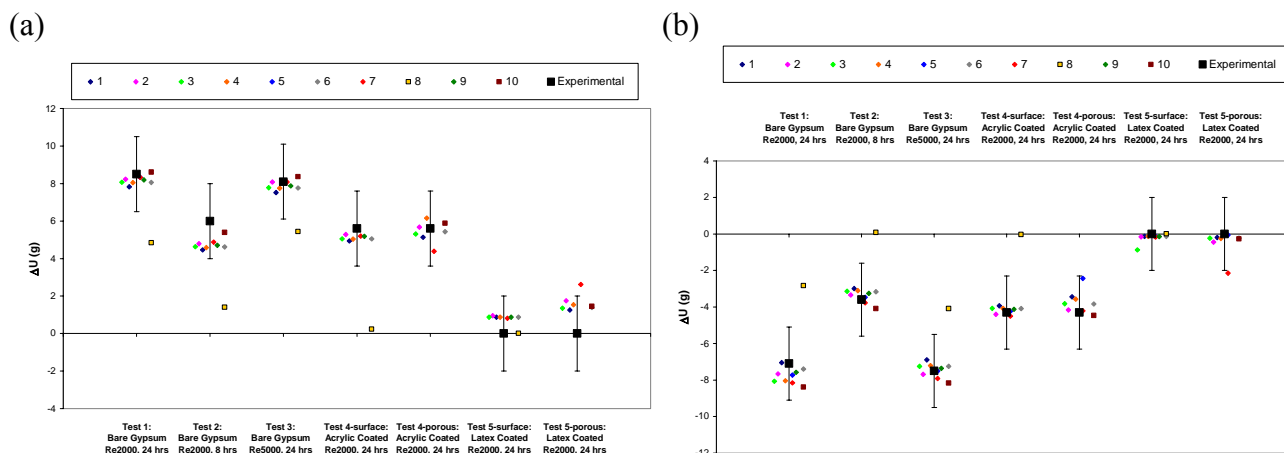 (a)
1 2 3 4 5 6 7 8 9 10 Experimental
12
10
8
6
4
2
0
-2
-4
ΔU (g)
Test 1: Test 2: Test 3: Test 4-surface: Test 4-porous: Test 5-surface: Test 5-porous:
Bare Gypsum Bare Gypsum Bare Gypsum Acrylic Coated Acrylic Coated Latex Coated Latex Coated
Re2000, 24 hrs Re2000, 8 hrs Re5000, 24 hrs Re2000, 24 hrs Re2000, 24 hrs Re2000, 24 hrs Re2000, 24 hrs
(b)
1 2 3 4 5 6 7 8 9 10 Experimental
Test 1: Test 2: Test 3: Test 4-surface: Test 4-porous: Test 5-surface: Test 5-porous:
Bare Gypsum Bare Gypsum Bare Gypsum Acrylic Coated Acrylic Coated Latex Coated Latex Coated
Re2000, 24 hrs Re2000, 8 hrs Re5000, 24 hrs Re2000, 24 hrs Re2000, 24 hrs Re2000, 24 hrs Re2000, 24 hrs
4
2
0
-2
-4
-6
-8
-10
-12
ΔU (g)